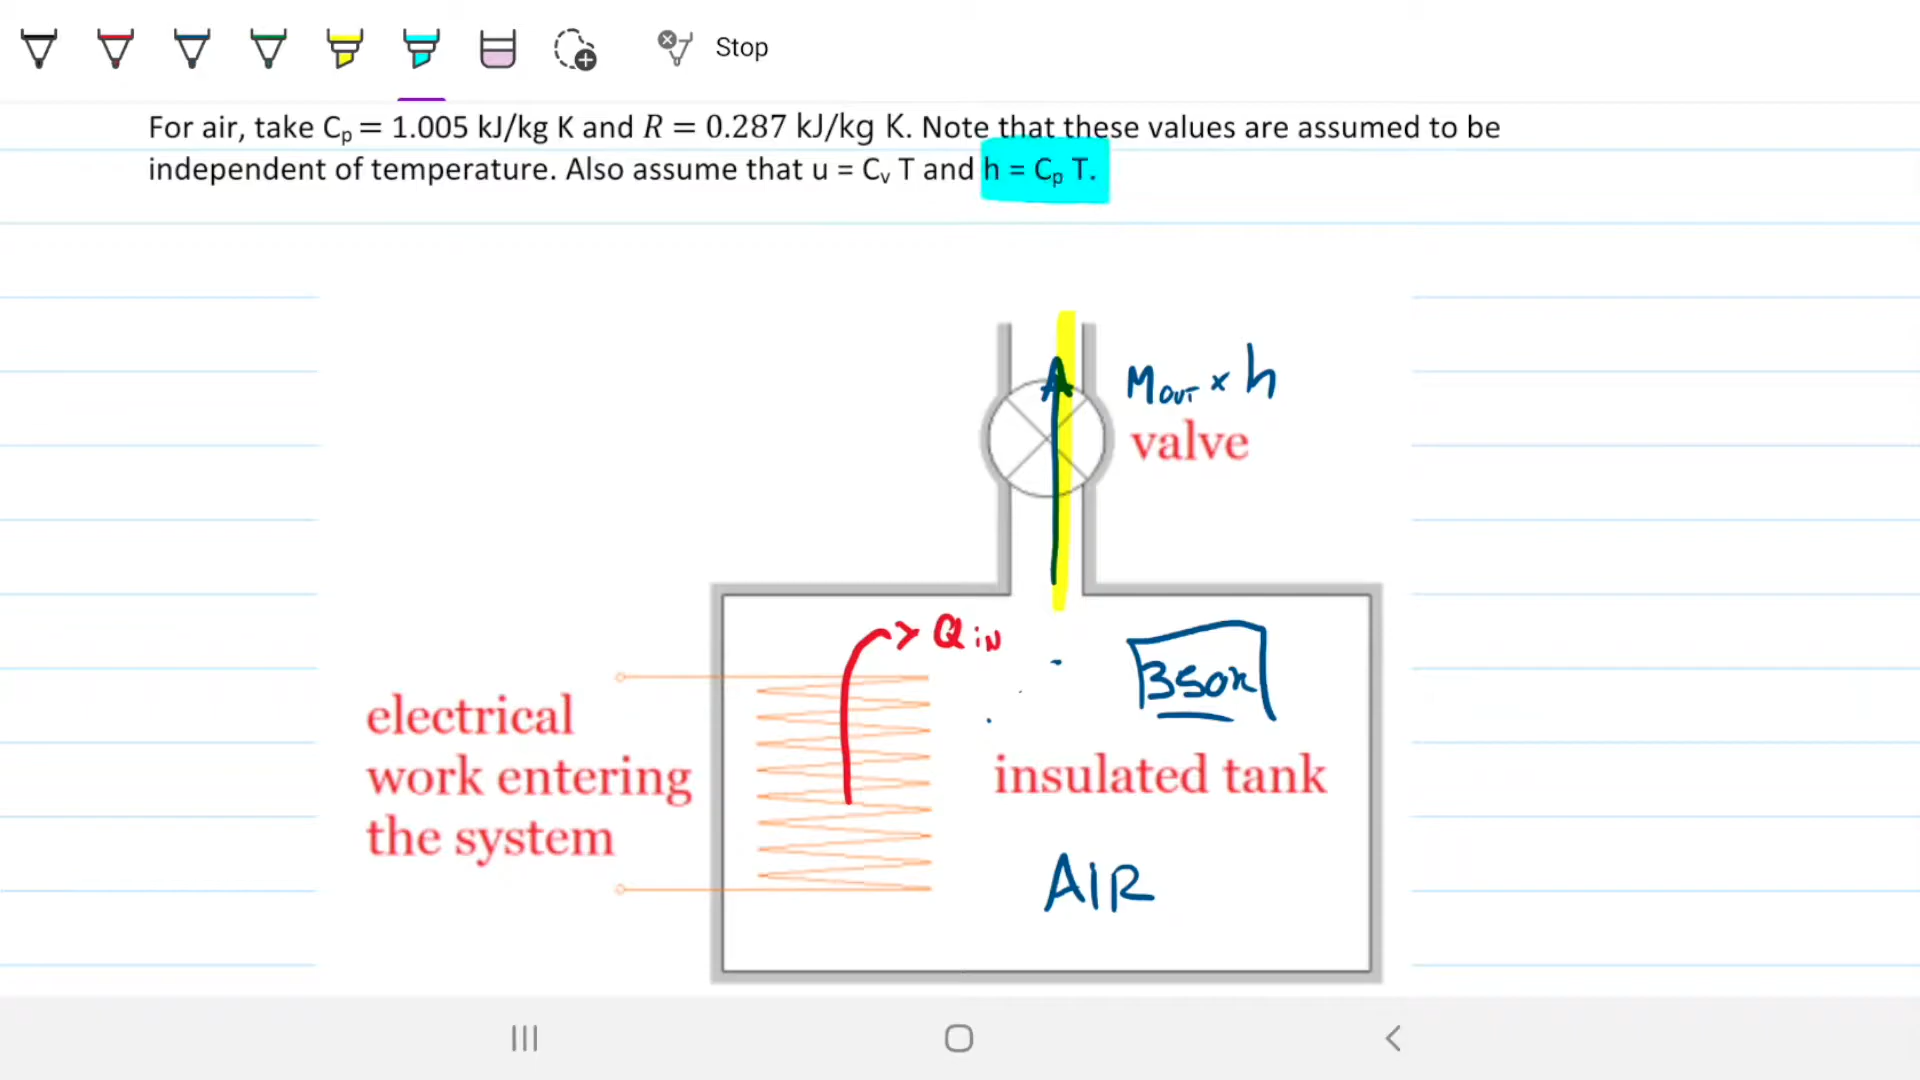 Stop
For air, take Cp = 1.005 kJ/kg K and R = 0.287 kJ/kg K. Note that these values are assumed to be
independent of temperature. Also assume that u = Cv T and h = Cp T.
MOUT × h
valve
QiN
350K
electrical
work entering
the system
insulated tank
AIR